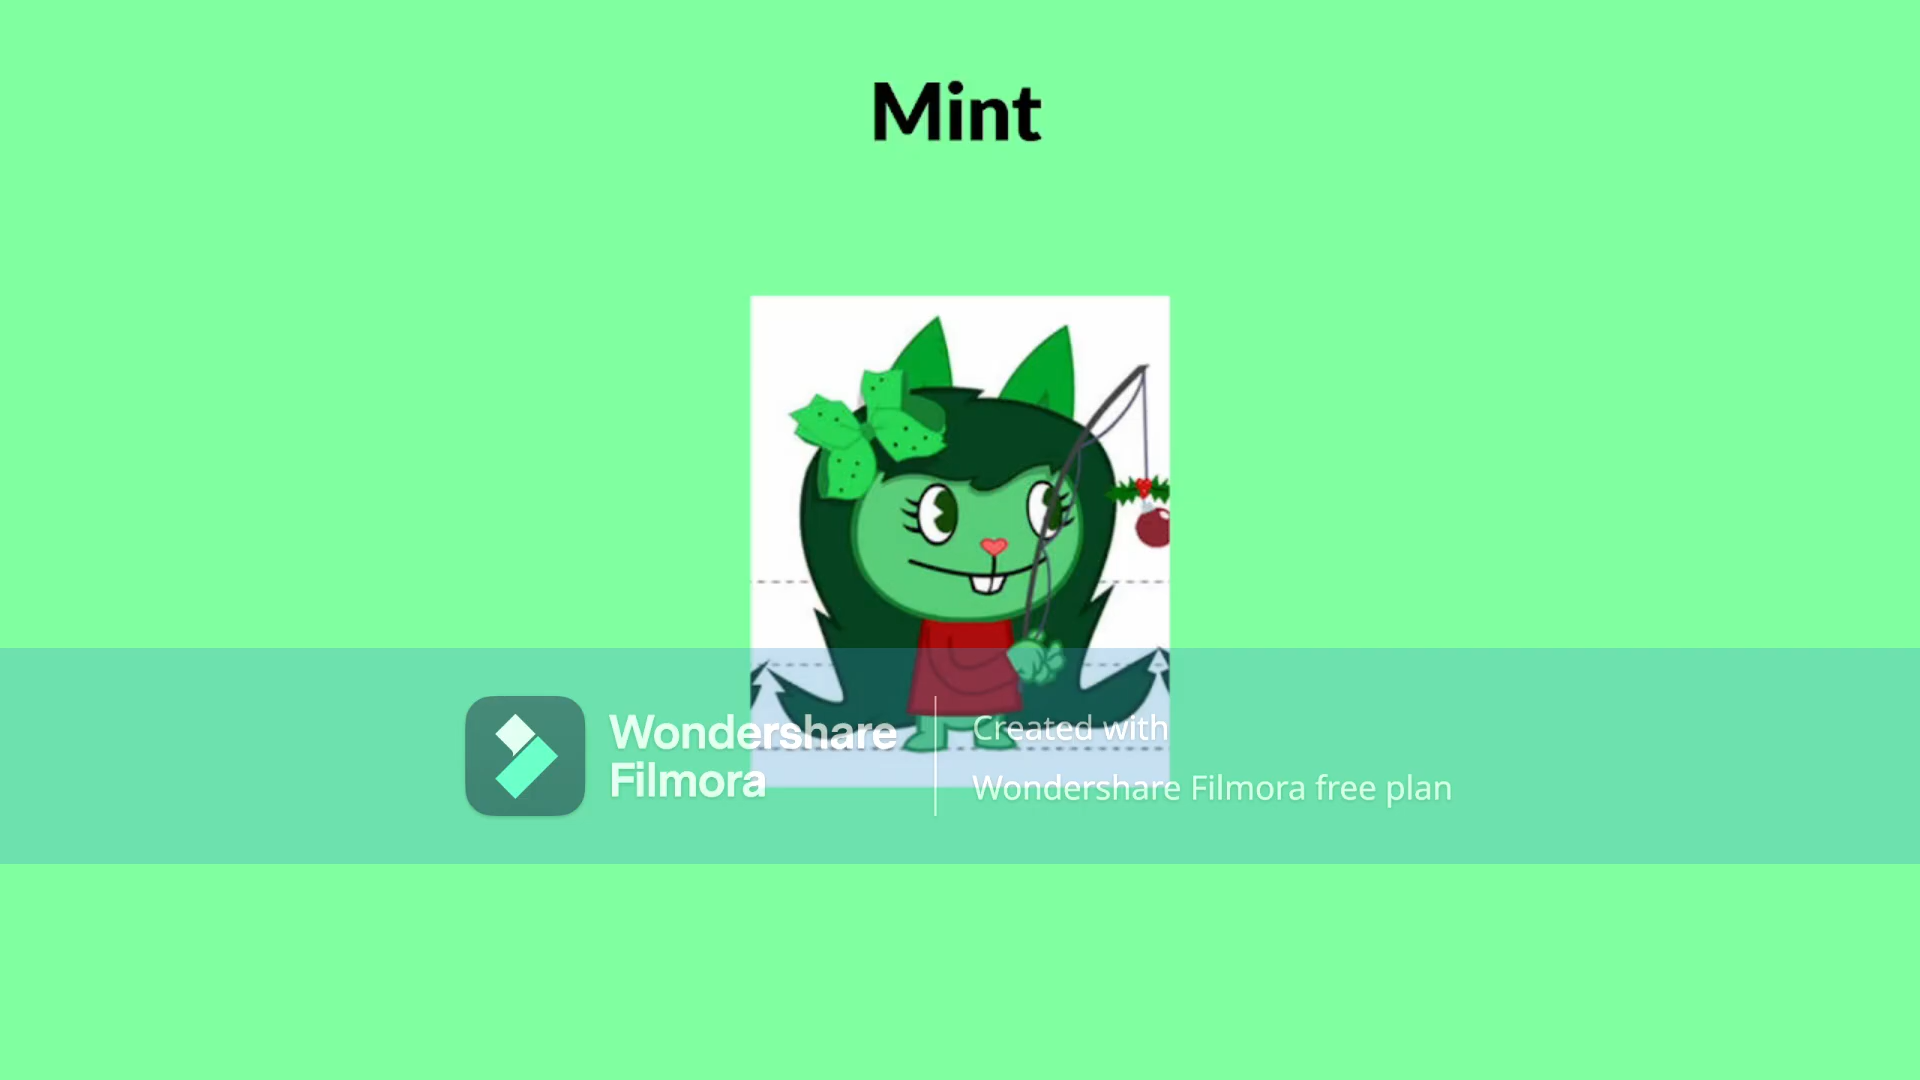 Mint
Wondershare
Filmora
Created with
Wondershare Filmora free plan